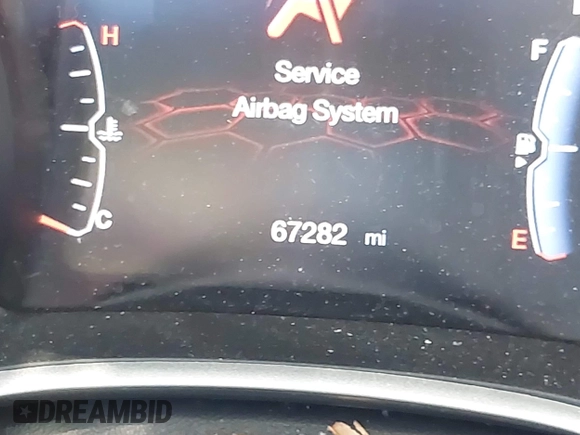 H
F
Service
Airbag System
C
67282 mi
E
DREAMBID